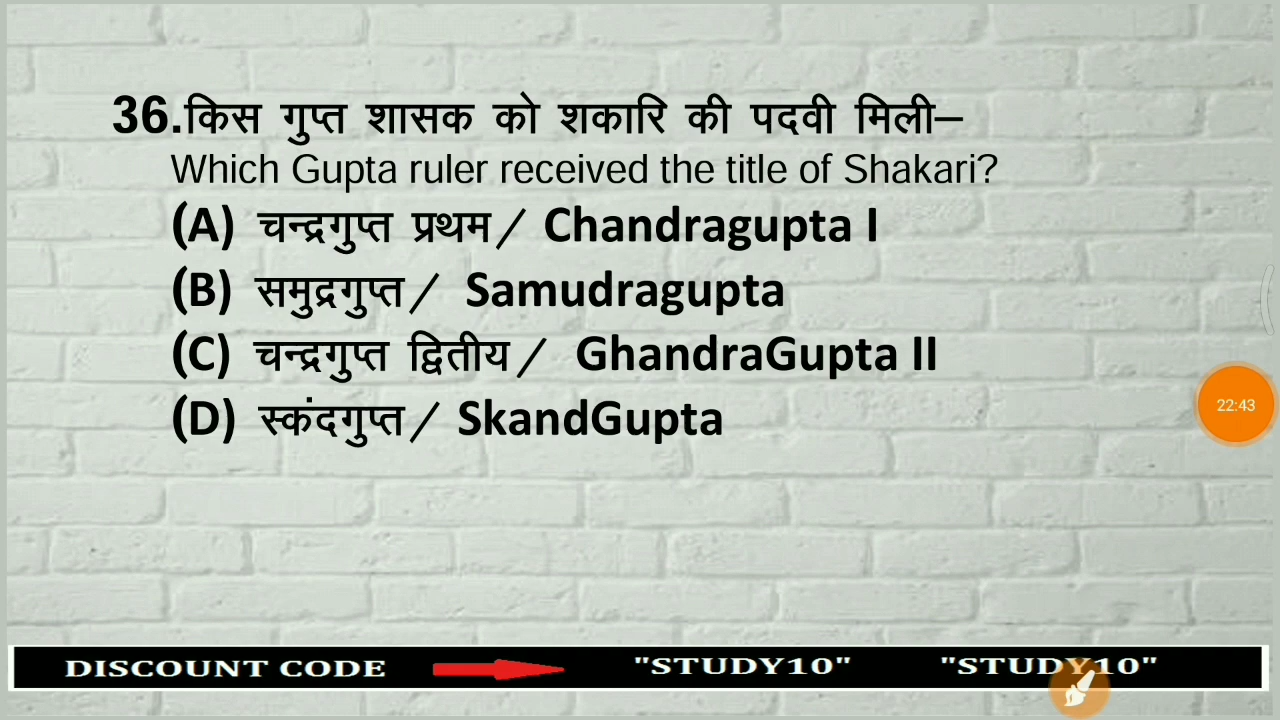 36.किस गुप्त शासक को शकारि की पदवी मिली–
Which Gupta ruler received the title of Shakari?
(A) चन्द्रगुप्त प्रथम / Chandragupta I
(B) समुद्रगुप्त / Samudragupta
(C) चन्द्रगुप्त द्वितीय / GhandraGupta II
(D) स्कंदगुप्त / SkandGupta
22:43
DISCOUNT CODE "STUDY10" "STUDY10"